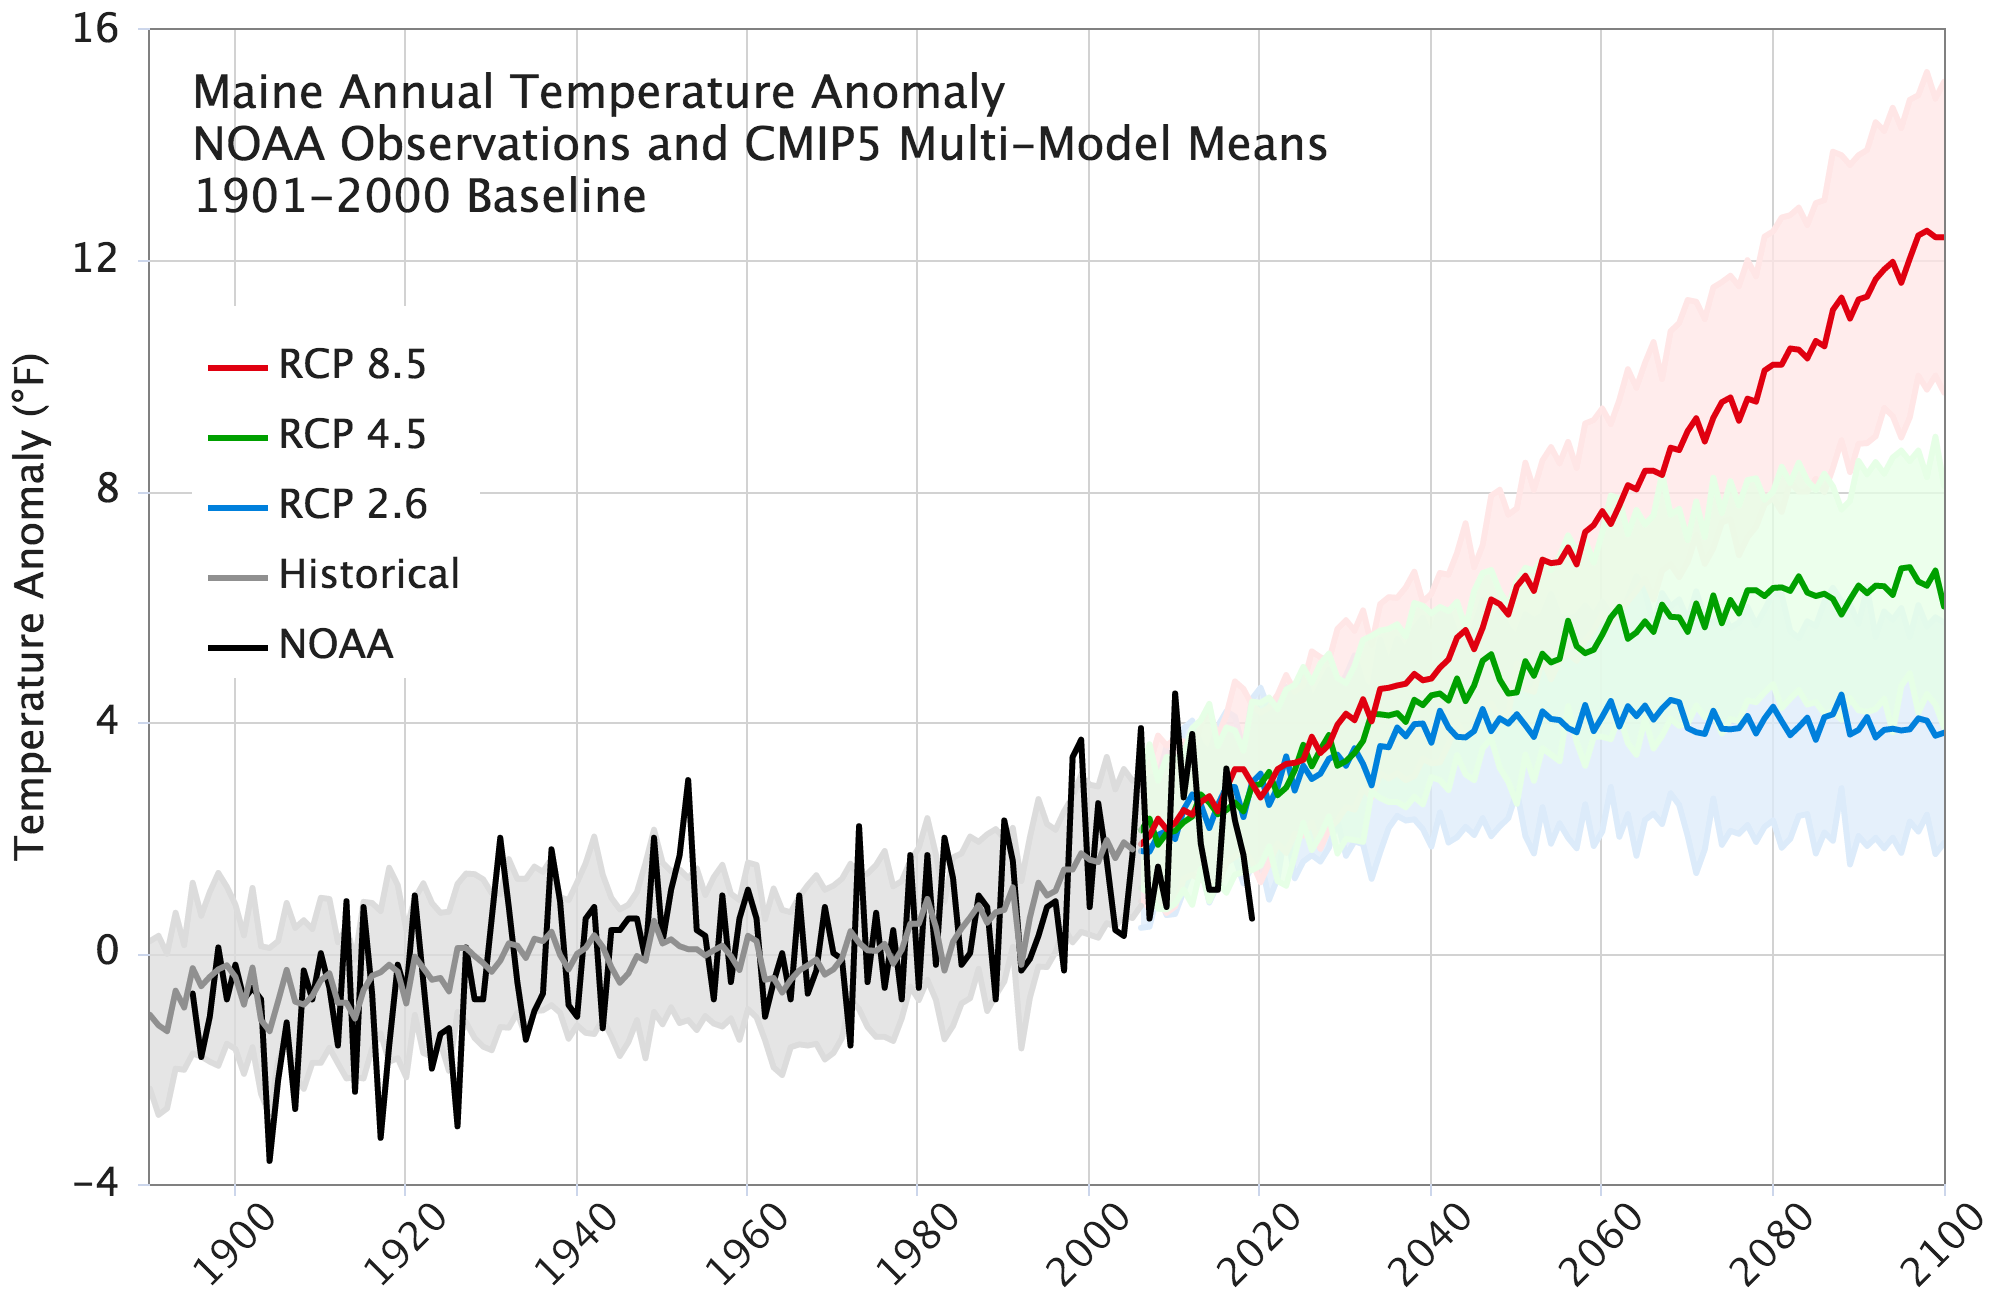 16
Maine Annual Temperature Anomaly
NOAA Observations and CMIP5 Multi−Model Means
1901−2000 Baseline
12
RCP 8.5
RCP 4.5
8
RCP 2.6
Historical
NOAA
Temperature Anomaly (°F)
4
0
−4
1900
1920
1940
1960
1980
2000
2020
2040
2060
2080
2100